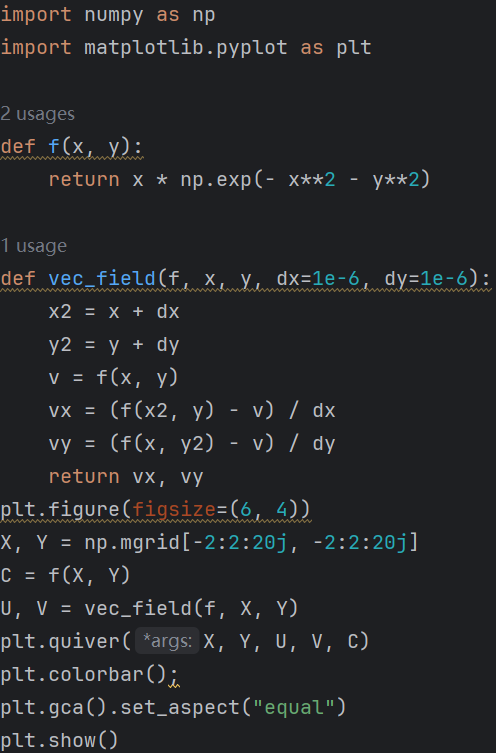 import numpy as np
import matplotlib.pyplot as plt
2 usages
def f(x, y):
    return x * np.exp(- x**2 - y**2)
1 usage
def vec_field(f, x, y, dx=1e-6, dy=1e-6):
    x2 = x + dx
    y2 = y + dy
    v = f(x, y)
    vx = (f(x2, y) - v) / dx
    vy = (f(x, y2) - v) / dy
    return vx, vy
plt.figure(figsize=(6, 4))
X, Y = np.mgrid[-2:2:20j, -2:2:20j]
C = f(X, Y)
U, V = vec_field(f, X, Y)
plt.quiver( *args: X, Y, U, V, C)
plt.colorbar();
plt.gca().set_aspect("equal")
plt.show()